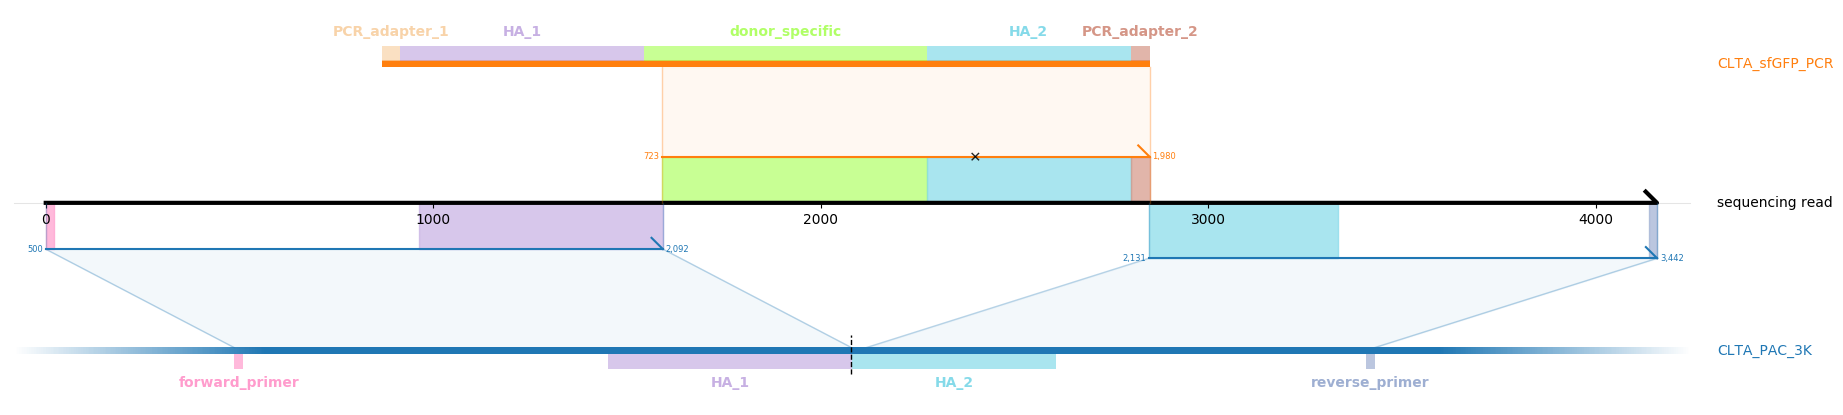 PCR_adapter_1 HA_1 donor_specific HA_2 PCR_adapter_2
CLTA_sfGFP_PCR
723 1,980
sequencing read
0 1000 2000 3000 4000
500 2,092 2,131 3,442
CLTA_PAC_3K
forward_primer HA_1 HA_2 reverse_primer